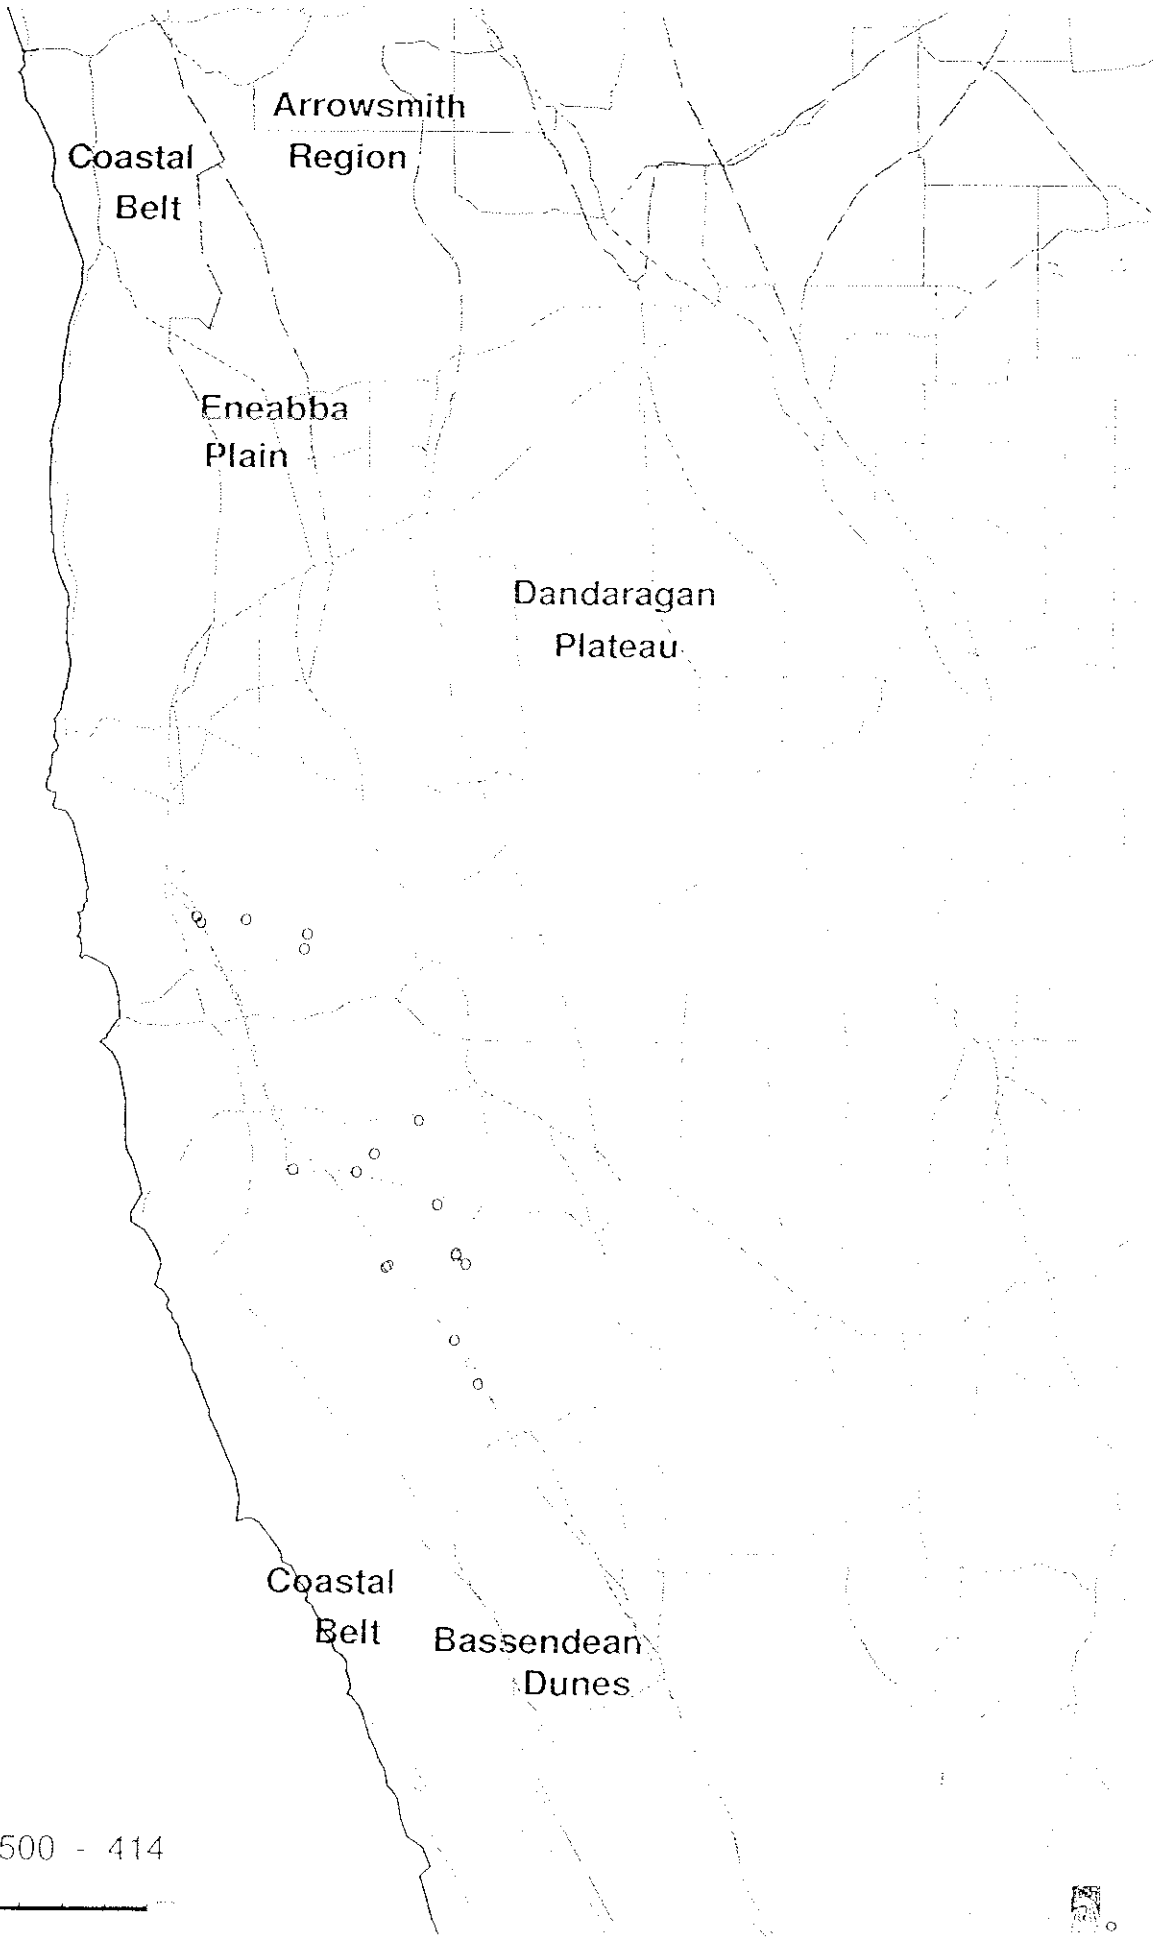 Arrowsmith
Region
Coastal
Belt
Eneabba
Plain
Dandaragan
Plateau
Coastal
Belt
Bassendean
Dunes
500 - 414